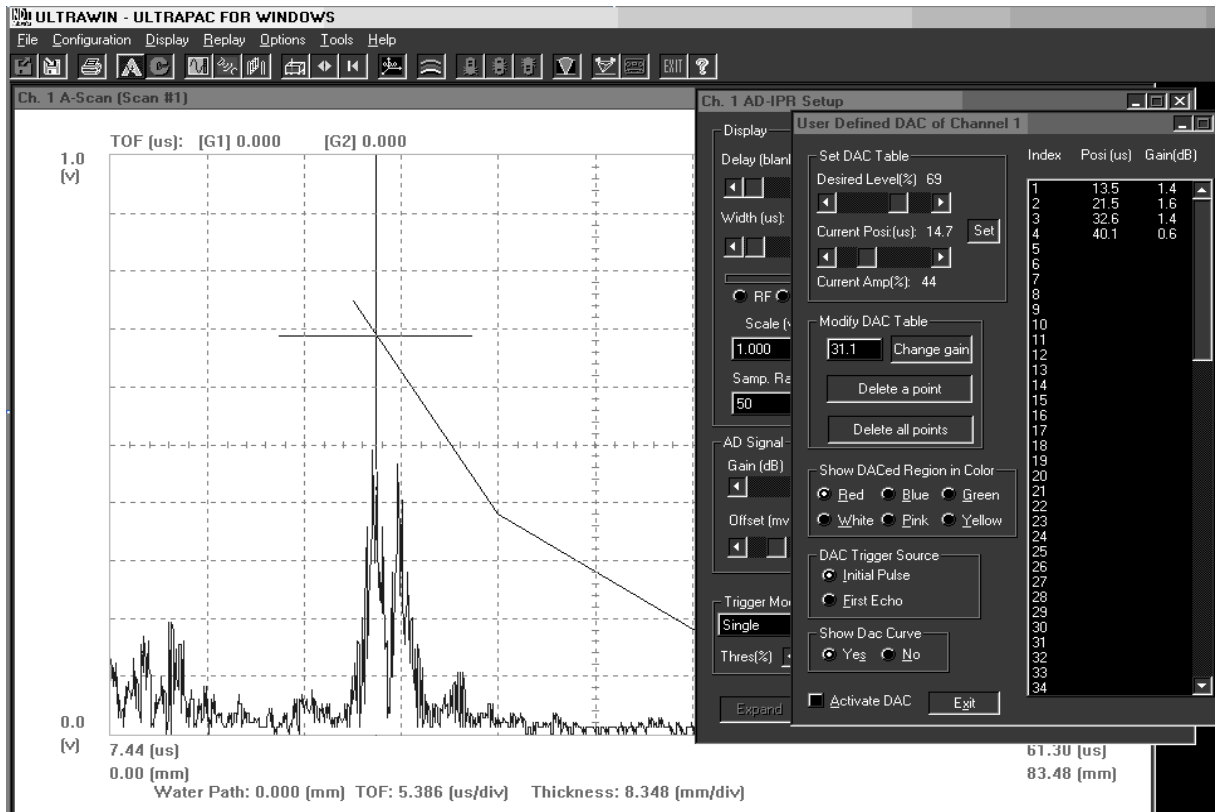 ULTRAWIN - ULTRAPAC FOR WINDOWS
File Configuration Display Replay Options Tools Help
EXIT ?
Ch. 1 A-Scan (Scan #1)
TOF (us): [G1] 0.000 [G2] 0.000
1.0
(v)
0.0
(v)
7.44 (us)
0.00 (mm)
61.30 (us)
83.48 (mm)
Water Path: 0.000 (mm) TOF: 5.386 (us/div) Thickness: 8.348 (mm/div)
Ch. 1 AD-IPR Setup
Display
Delay (blank
Width (us):
RF
Scale (v
1.000
Samp. Ra
50
AD Signal
Gain (dB)
Offset (mv
Trigger Mo
Single
Thres(%)
Expand
User Defined DAC of Channel 1
Set DAC Table
Desired Level(%) 69
Current Posi:(us): 14.7 Set
Current Amp(%): 44
Modify DAC Table
31.1 Change gain
Delete a point
Delete all points
Show DACed Region in Color
Red Blue Green
White Pink Yellow
DAC Trigger Source
Initial Pulse
First Echo
Show Dac Curve
Yes No
Activate DAC Exit
Index Posi (us) Gain(dB)
1 13.5 1.4
2 21.5 1.6
3 32.6 1.4
4 40.1 0.6
5
6
7
8
9
10
11
12
13
14
15
16
17
18
19
20
21
22
23
24
25
26
27
28
29
30
31
32
33
34